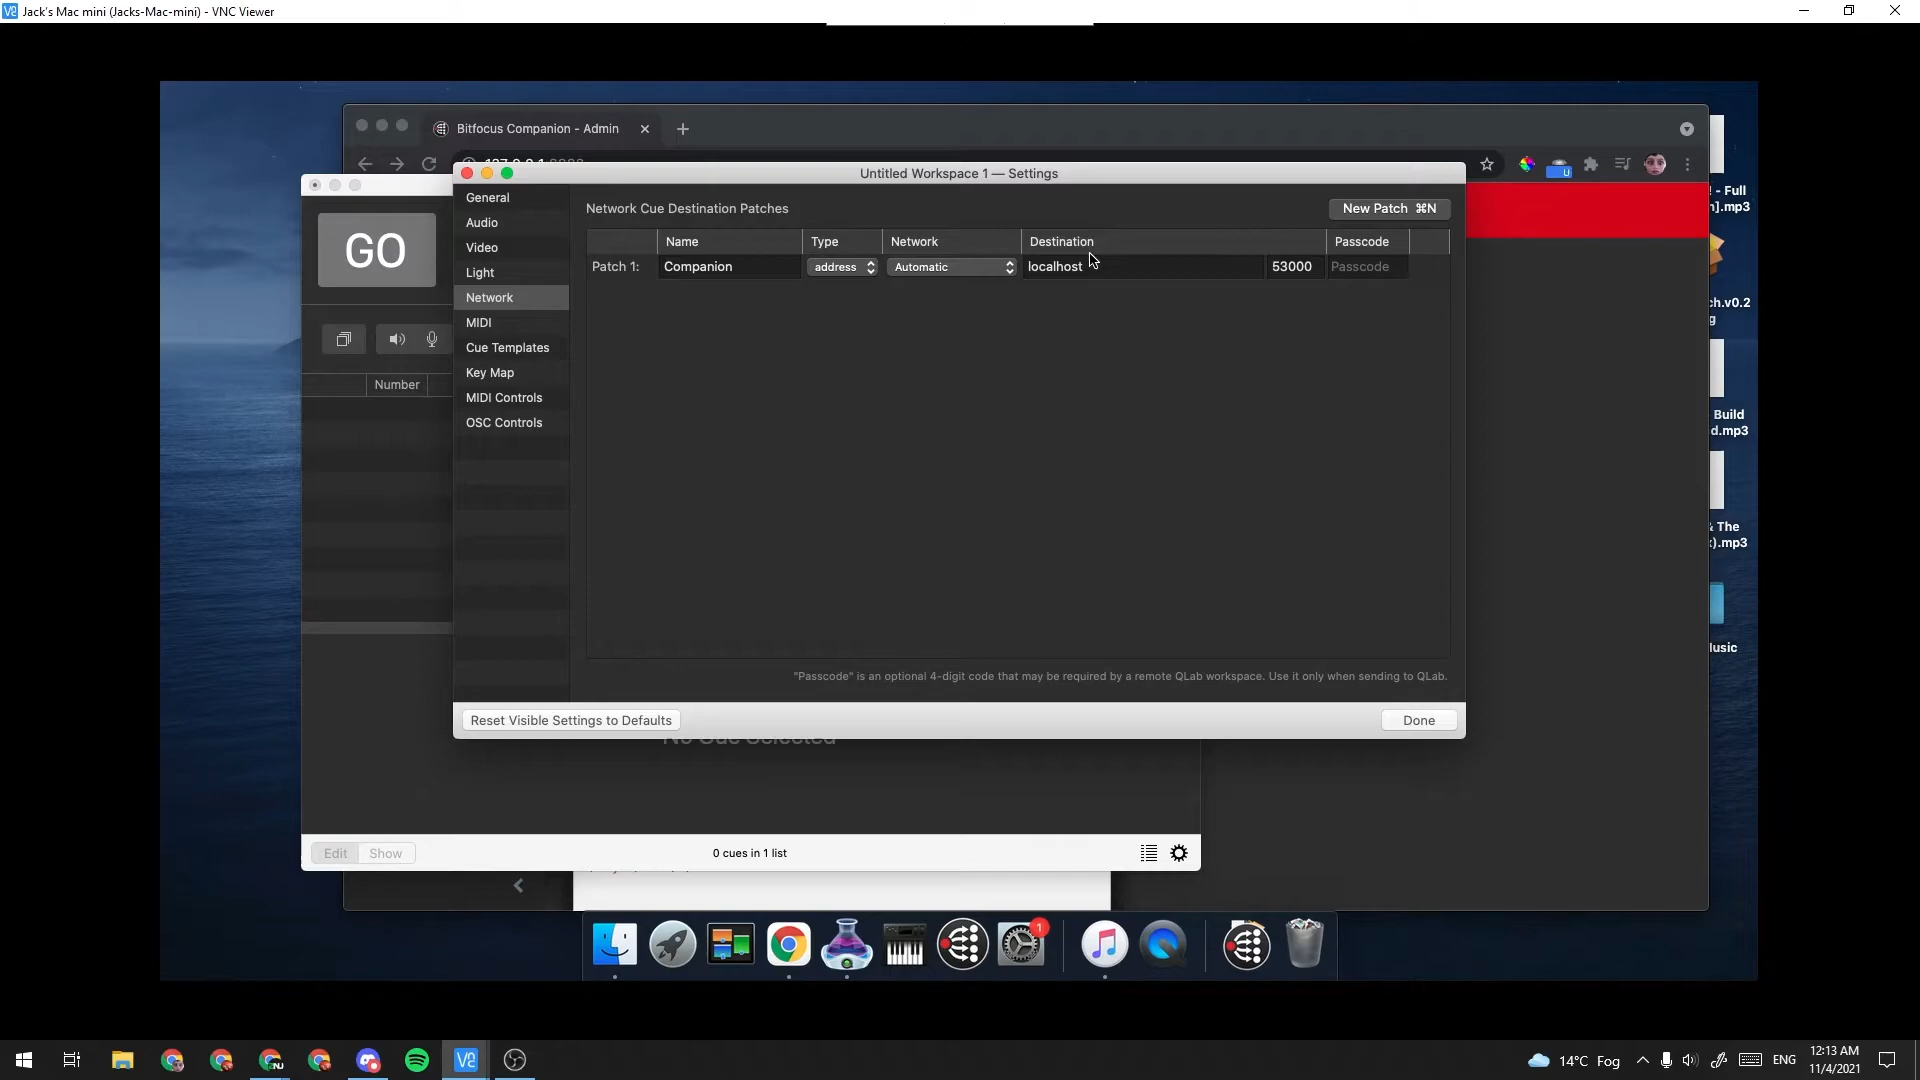 Jack's Mac mini (Jacks-Mac-mini) - VNC Viewer
Bitfocus Companion - Admin
Untitled Workspace 1 — Settings
General
Audio
Video
Light
Network
MIDI
Cue Templates
Key Map
MIDI Controls
OSC Controls
Network Cue Destination Patches
New Patch ⌘N
Name
Type
Network
Destination
Passcode
Patch 1:
Companion
address
Automatic
localhost
53000
Passcode
"Passcode" is an optional 4-digit code that may be required by a remote QLab workspace. Use it only when sending to QLab.
Reset Visible Settings to Defaults
Done
GO
Number
No Cue Selected
Edit
Show
0 cues in 1 list
- Full
].mp3
ch.v0.2
g
Build
d.mp3
& The
).mp3
Music
U
1
14°C Fog
ENG
12:13 AM
11/4/2021